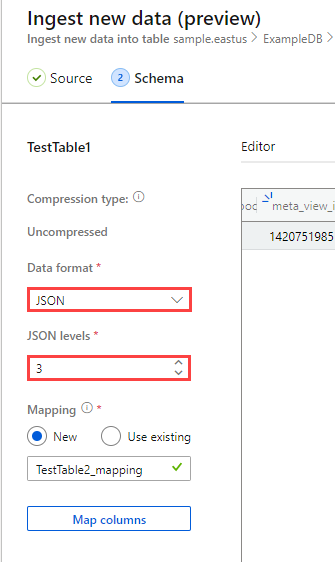 Ingest new data (preview)
Ingest new data into table sample.eastus > ExampleDB >
Source
2 Schema
TestTable1
Editor
Compression type:
meta_view_i
Uncompressed
1420751985
Data format *
JSON
JSON levels *
3
Mapping *
New
Use existing
TestTable2_mapping
Map columns